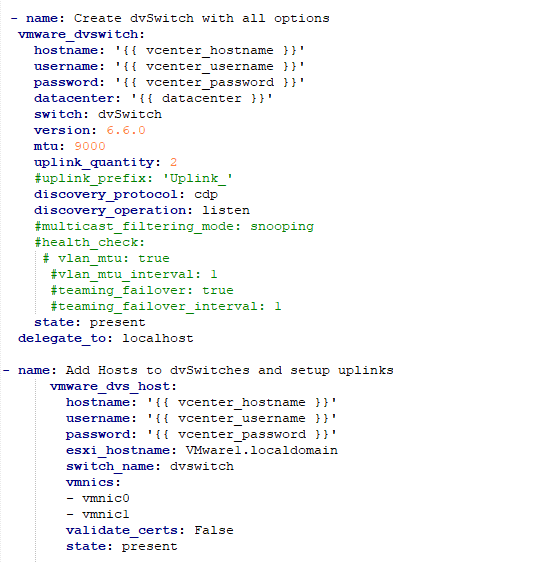 - name: Create dvSwitch with all options
vmware_dvswitch:
hostname: '{{ vcenter_hostname }}'
username: '{{ vcenter_username }}'
password: '{{ vcenter_password }}'
datacenter: '{{ datacenter }}'
switch: dvSwitch
version: 6.6.0
mtu: 9000
uplink_quantity: 2
#uplink_prefix: 'Uplink_'
discovery_protocol: cdp
discovery_operation: listen
#multicast_filtering_mode: snooping
#health_check:
# vlan_mtu: true
#vlan_mtu_interval: 1
#teaming_failover: true
#teaming_failover_interval: 1
state: present
delegate_to: localhost
- name: Add Hosts to dvSwitches and setup uplinks
vmware_dvs_host:
hostname: '{{ vcenter_hostname }}'
username: '{{ vcenter_username }}'
password: '{{ vcenter_password }}'
esxi_hostname: VMware1.localdomain
switch_name: dvswitch
vmnics:
- vmnic0
- vmnic1
validate_certs: False
state: present